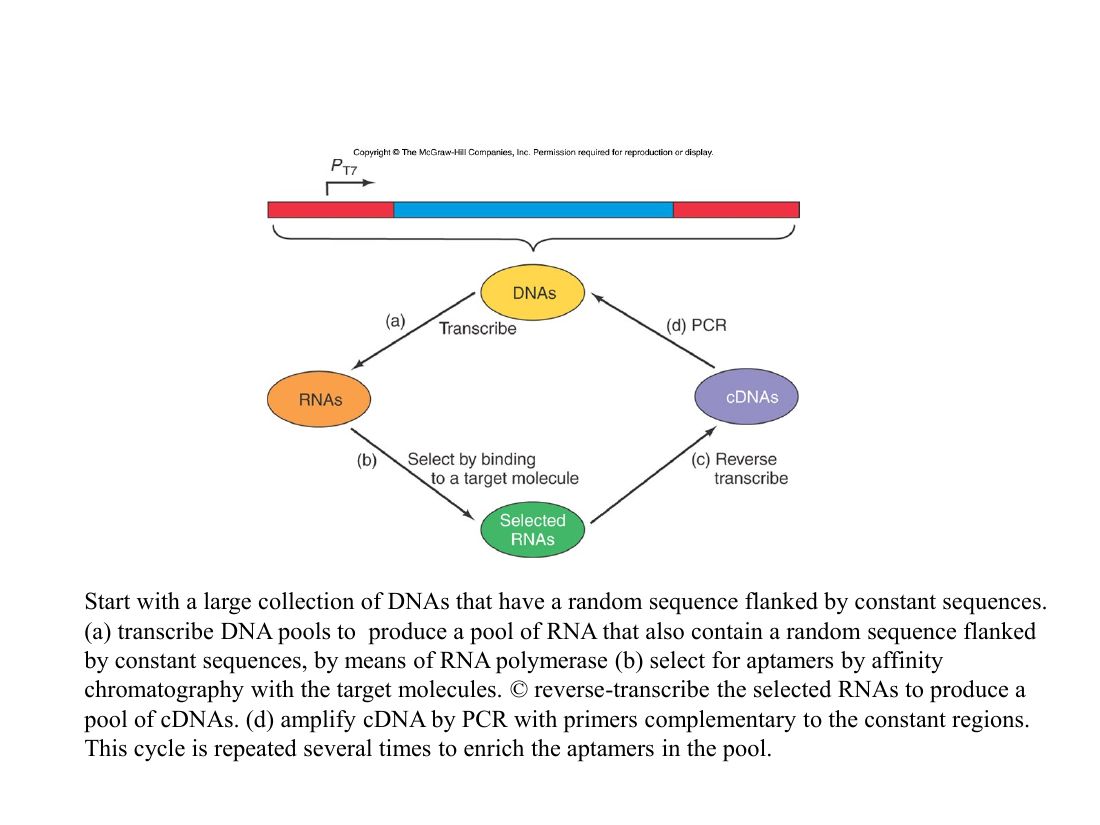 Copyright © The McGraw-Hill Companies, Inc. Permission required for reproduction or display.
PT7
DNAs
(a)
Transcribe
(d) PCR
RNAs
cDNAs
(b)
Select by binding
to a target molecule
(c) Reverse
transcribe
Selected
RNAs
Start with a large collection of DNAs that have a random sequence flanked by constant sequences.
(a) transcribe DNA pools to  produce a pool of RNA that also contain a random sequence flanked
by constant sequences, by means of RNA polymerase (b) select for aptamers by affinity
chromatography with the target molecules. © reverse-transcribe the selected RNAs to produce a
pool of cDNAs. (d) amplify cDNA by PCR with primers complementary to the constant regions.
This cycle is repeated several times to enrich the aptamers in the pool.